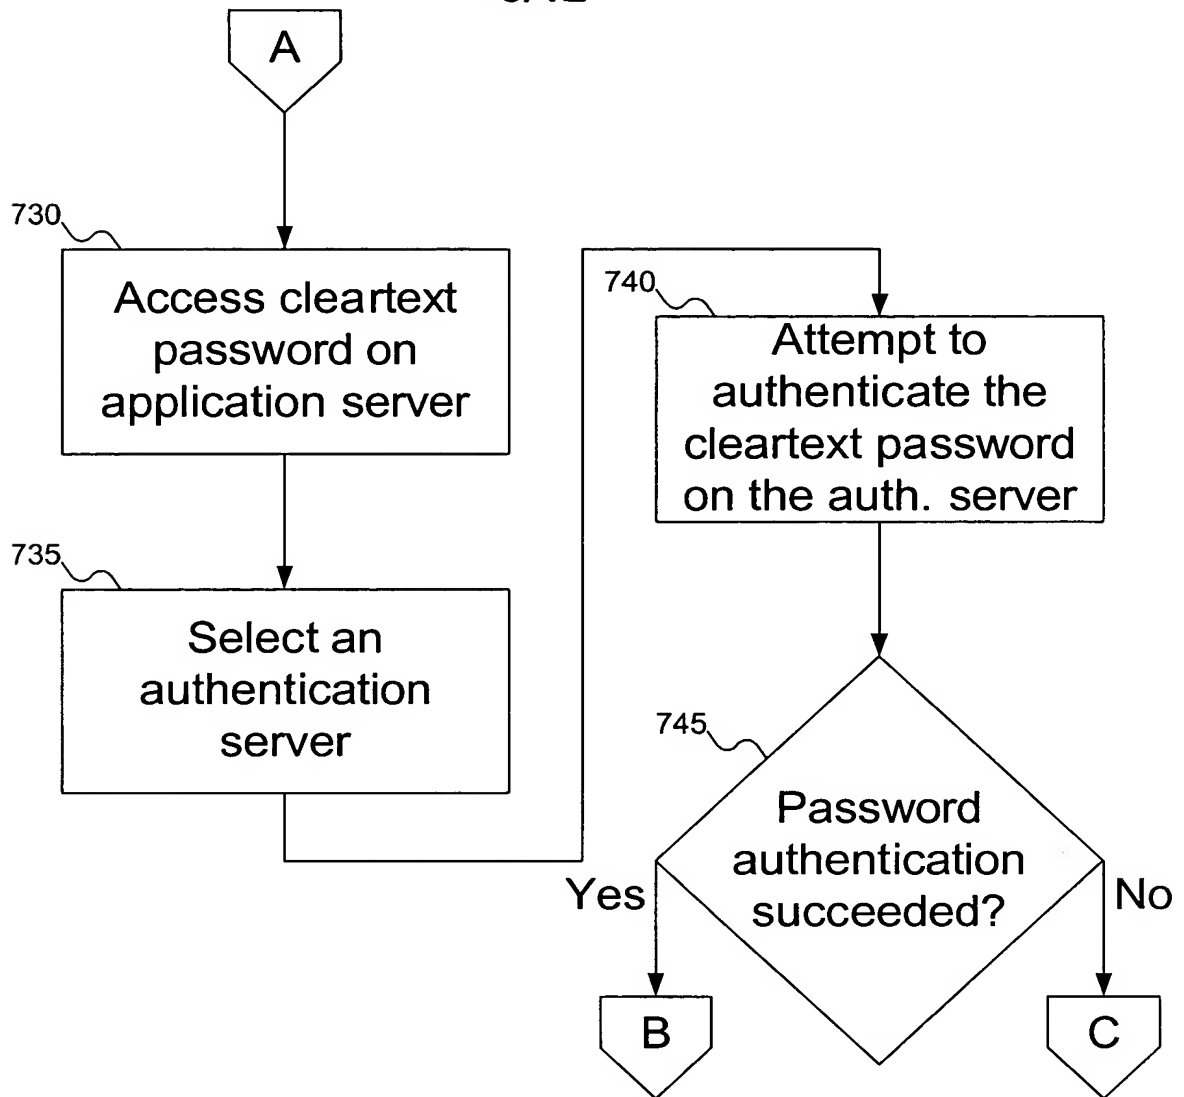 A
730
Access cleartext
password on
application server
735
Select an
authentication
server
740
Attempt to
authenticate the
cleartext password
on the auth. server
745
Password
authentication
succeeded?
Yes
No
B
C